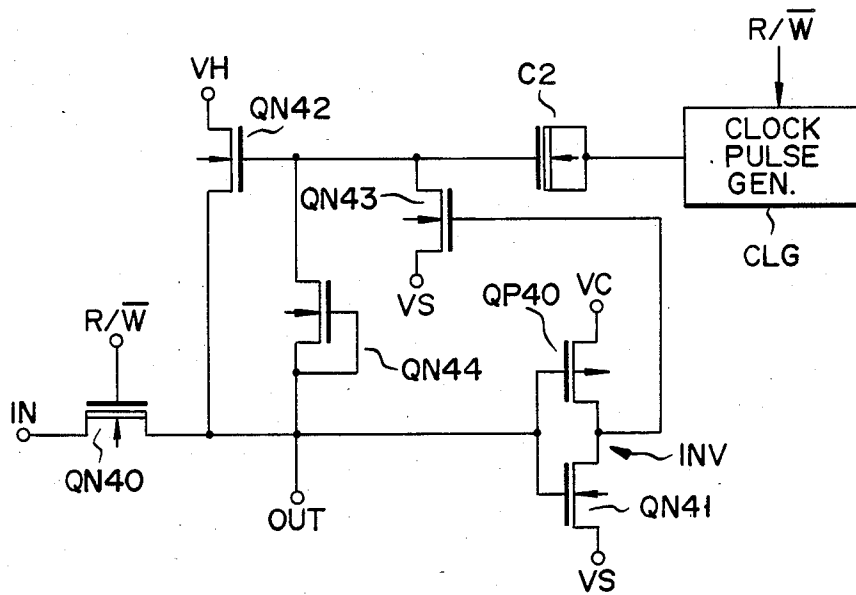 R/W̅
VH
C2
QN42
CLOCK
PULSE
GEN.
QN43
CLG
VS
QP40
VC
R/W̅
QN44
IN
QN40
INV
OUT
QN41
VS